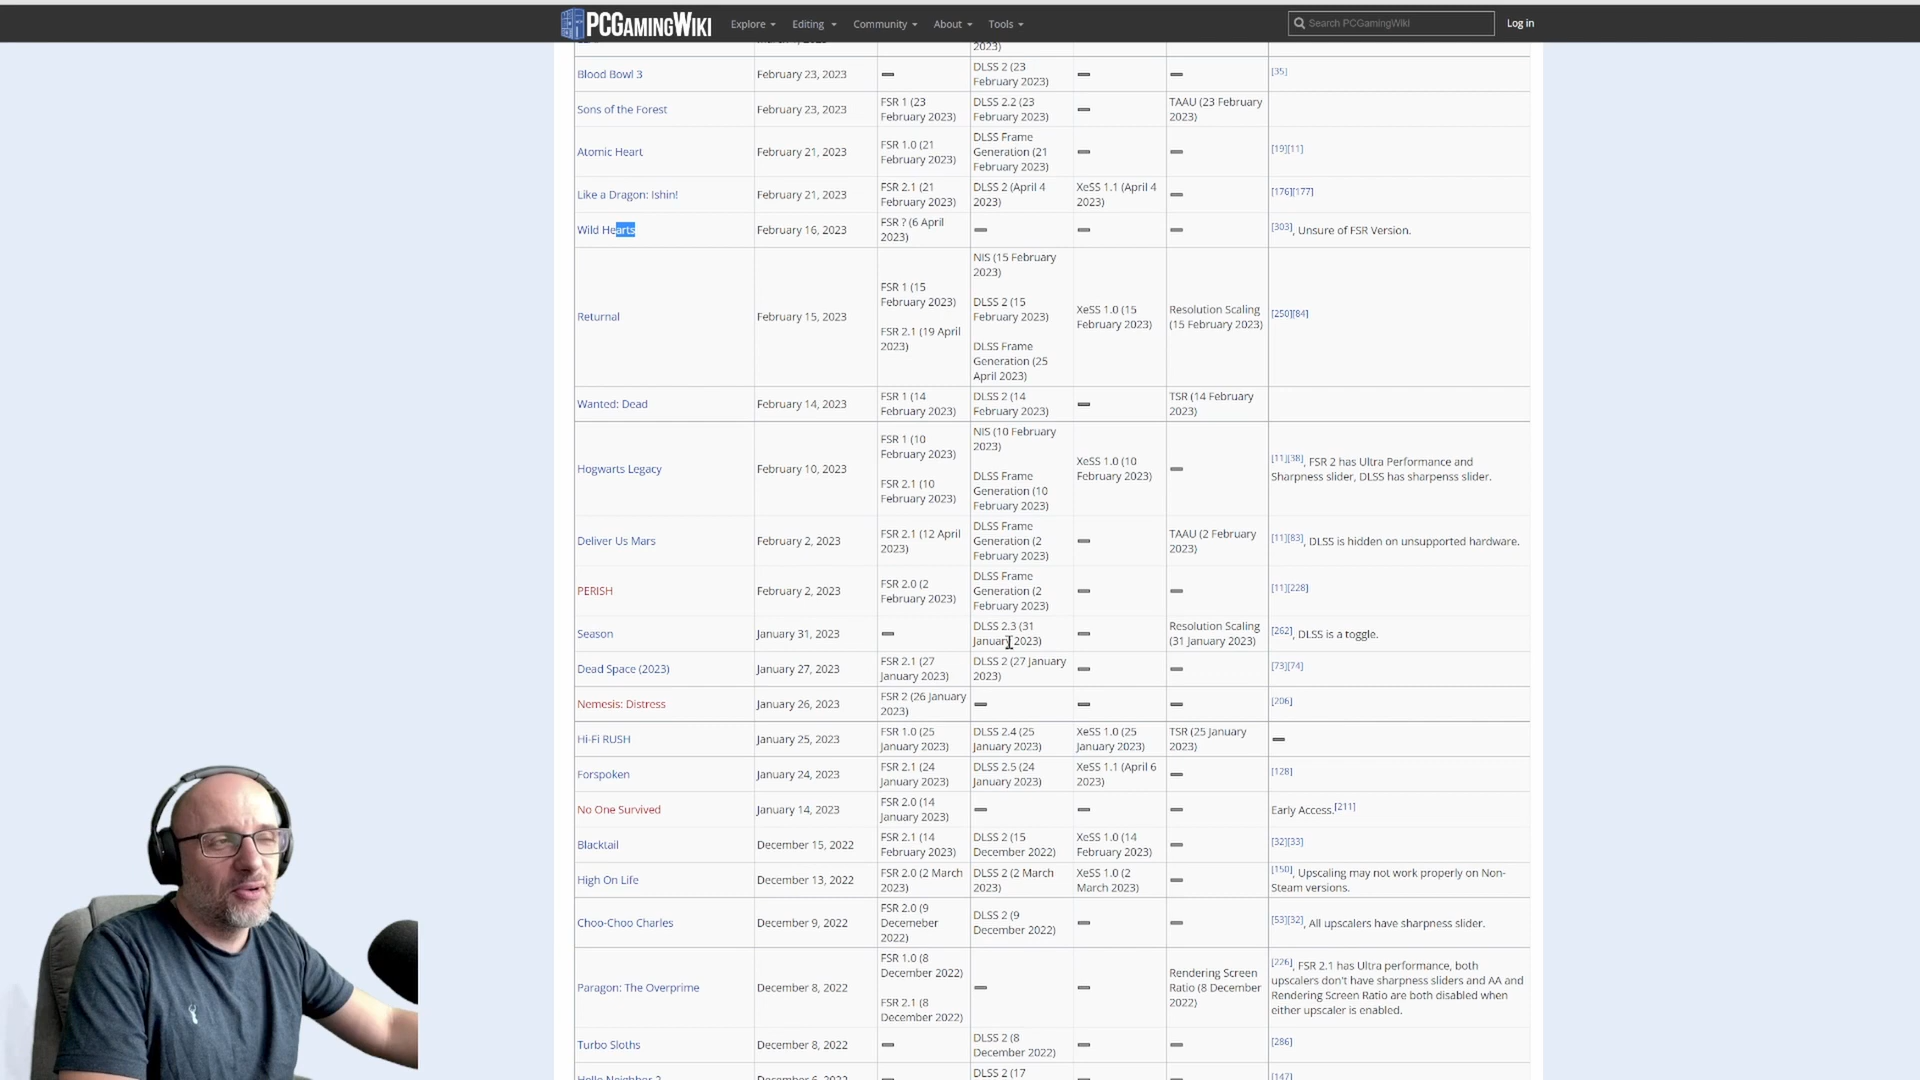 PCGamingWiki Explore Editing Community About Tools Search PCGamingWiki Log in
2023)
Blood Bowl 3 February 23, 2023 DLSS 2 (23 February 2023) [35]
Sons of the Forest February 23, 2023 FSR 1 (23 February 2023) DLSS 2.2 (23 February 2023) TAAU (23 February 2023)
Atomic Heart February 21, 2023 FSR 1.0 (21 February 2023) DLSS Frame Generation (21 February 2023) [19][11]
Like a Dragon: Ishin! February 21, 2023 FSR 2.1 (21 February 2023) DLSS 2 (April 4 2023) XeSS 1.1 (April 4 2023) [176][177]
Wild Hearts February 16, 2023 FSR ? (6 April 2023) [303], Unsure of FSR Version.
Returnal February 15, 2023 FSR 1 (15 February 2023) FSR 2.1 (19 April 2023) NIS (15 February 2023) DLSS 2 (15 February 2023) DLSS Frame Generation (25 April 2023) XeSS 1.0 (15 February 2023) Resolution Scaling (15 February 2023) [250][84]
Wanted: Dead February 14, 2023 FSR 1 (14 February 2023) DLSS 2 (14 February 2023) TSR (14 February 2023)
Hogwarts Legacy February 10, 2023 FSR 1 (10 February 2023) FSR 2.1 (10 February 2023) NIS (10 February 2023) DLSS Frame Generation (10 February 2023) XeSS 1.0 (10 February 2023) [11][38], FSR 2 has Ultra Performance and Sharpness slider, DLSS has sharpenss slider.
Deliver Us Mars February 2, 2023 FSR 2.1 (12 April 2023) DLSS Frame Generation (2 February 2023) TAAU (2 February 2023) [11][83], DLSS is hidden on unsupported hardware.
PERISH February 2, 2023 FSR 2.0 (2 February 2023) DLSS Frame Generation (2 February 2023) [11][228]
Season January 31, 2023 DLSS 2.3 (31 January 2023) Resolution Scaling (31 January 2023) [262], DLSS is a toggle.
Dead Space (2023) January 27, 2023 FSR 2.1 (27 January 2023) DLSS 2 (27 January 2023) [73][74]
Nemesis: Distress January 26, 2023 FSR 2 (26 January 2023) [206]
Hi-Fi RUSH January 25, 2023 FSR 1.0 (25 January 2023) DLSS 2.4 (25 January 2023) XeSS 1.0 (25 January 2023) TSR (25 January 2023)
Forspoken January 24, 2023 FSR 2.1 (24 January 2023) DLSS 2.5 (24 January 2023) XeSS 1.1 (April 6 2023) [128]
No One Survived January 14, 2023 FSR 2.0 (14 January 2023) Early Access.[211]
Blacktail December 15, 2022 FSR 2.1 (14 February 2023) DLSS 2 (15 December 2022) XeSS 1.0 (14 February 2023) [32][33]
High On Life December 13, 2022 FSR 2.0 (2 March 2023) DLSS 2 (2 March 2023) XeSS 1.0 (2 March 2023) [150], Upscaling may not work properly on Non-Steam versions.
Choo-Choo Charles December 9, 2022 FSR 2.0 (9 Decemeber 2022) DLSS 2 (9 December 2022) [53][32], All upscalers have sharpness slider.
Paragon: The Overprime December 8, 2022 FSR 1.0 (8 December 2022) FSR 2.1 (8 December 2022) Rendering Screen Ratio (8 December 2022) [226], FSR 2.1 has Ultra performance, both upscalers don't have sharpness sliders and AA and Rendering Screen Ratio are both disabled when either upscaler is enabled.
Turbo Sloths December 8, 2022 DLSS 2 (8 December 2022) [286]
Hello Neighbor 2 December 6, 2022 DLSS 2 (17 [147]